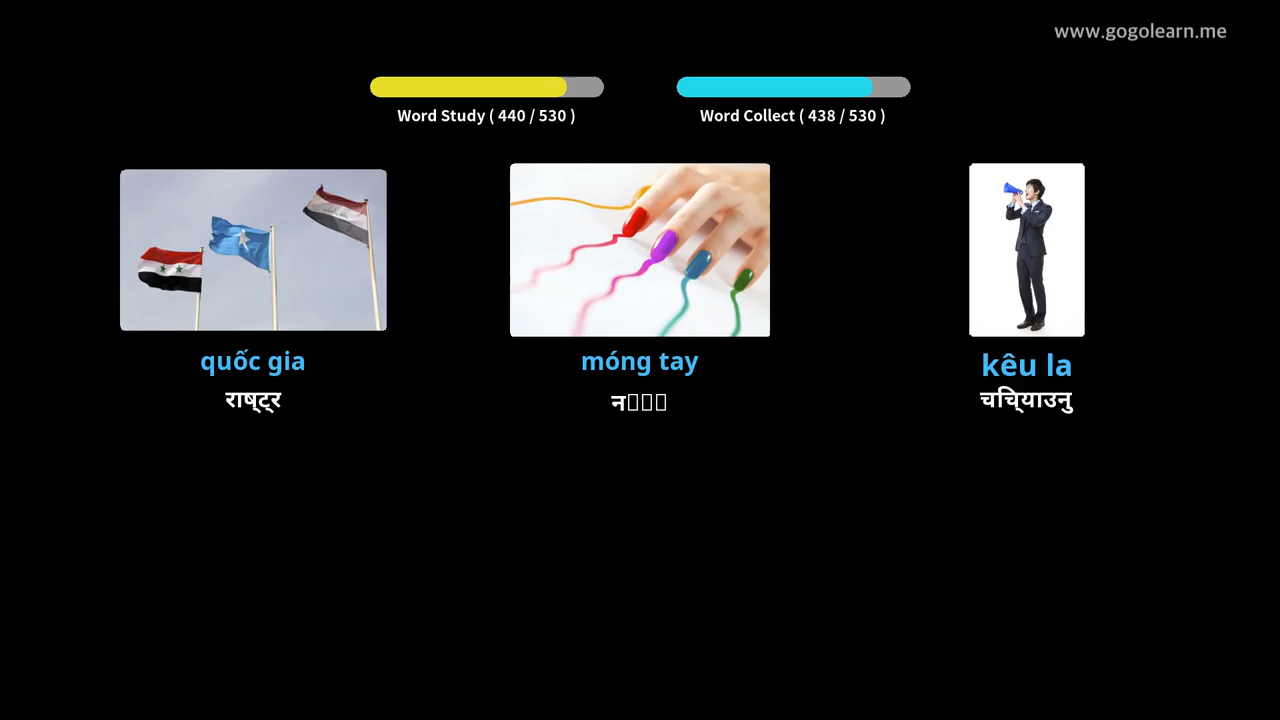 www.gogolearn.me
Word Study ( 440 / 530 )
Word Collect ( 438 / 530 )
quốc gia
móng tay
kêu la
राष्ट्र
चिच्याउनु